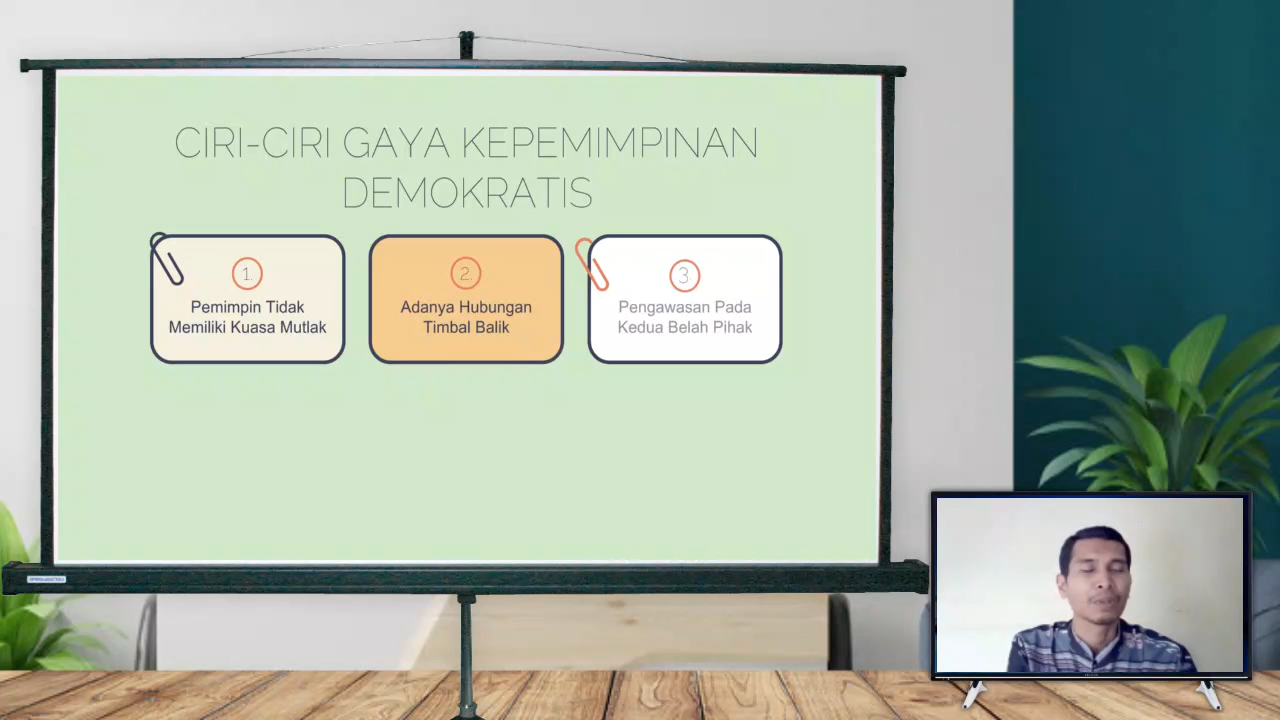 CIRI-CIRI GAYA KEPEMIMPINAN
DEMOKRATIS
1.
Pemimpin Tidak
Memiliki Kuasa Mutlak
2.
Adanya Hubungan
Timbal Balik
3.
Pengawasan Pada
Kedua Belah Pihak